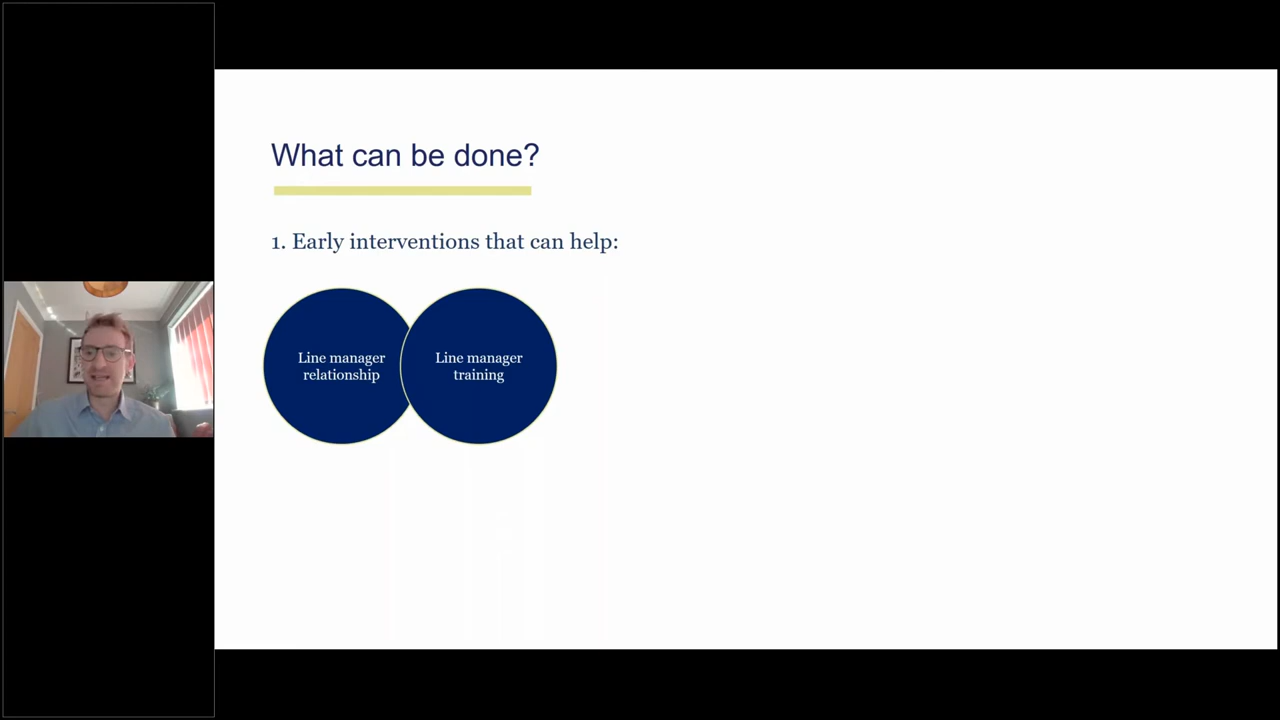 What can be done?
1. Early interventions that can help:
Line manager
relationship
Line manager
training